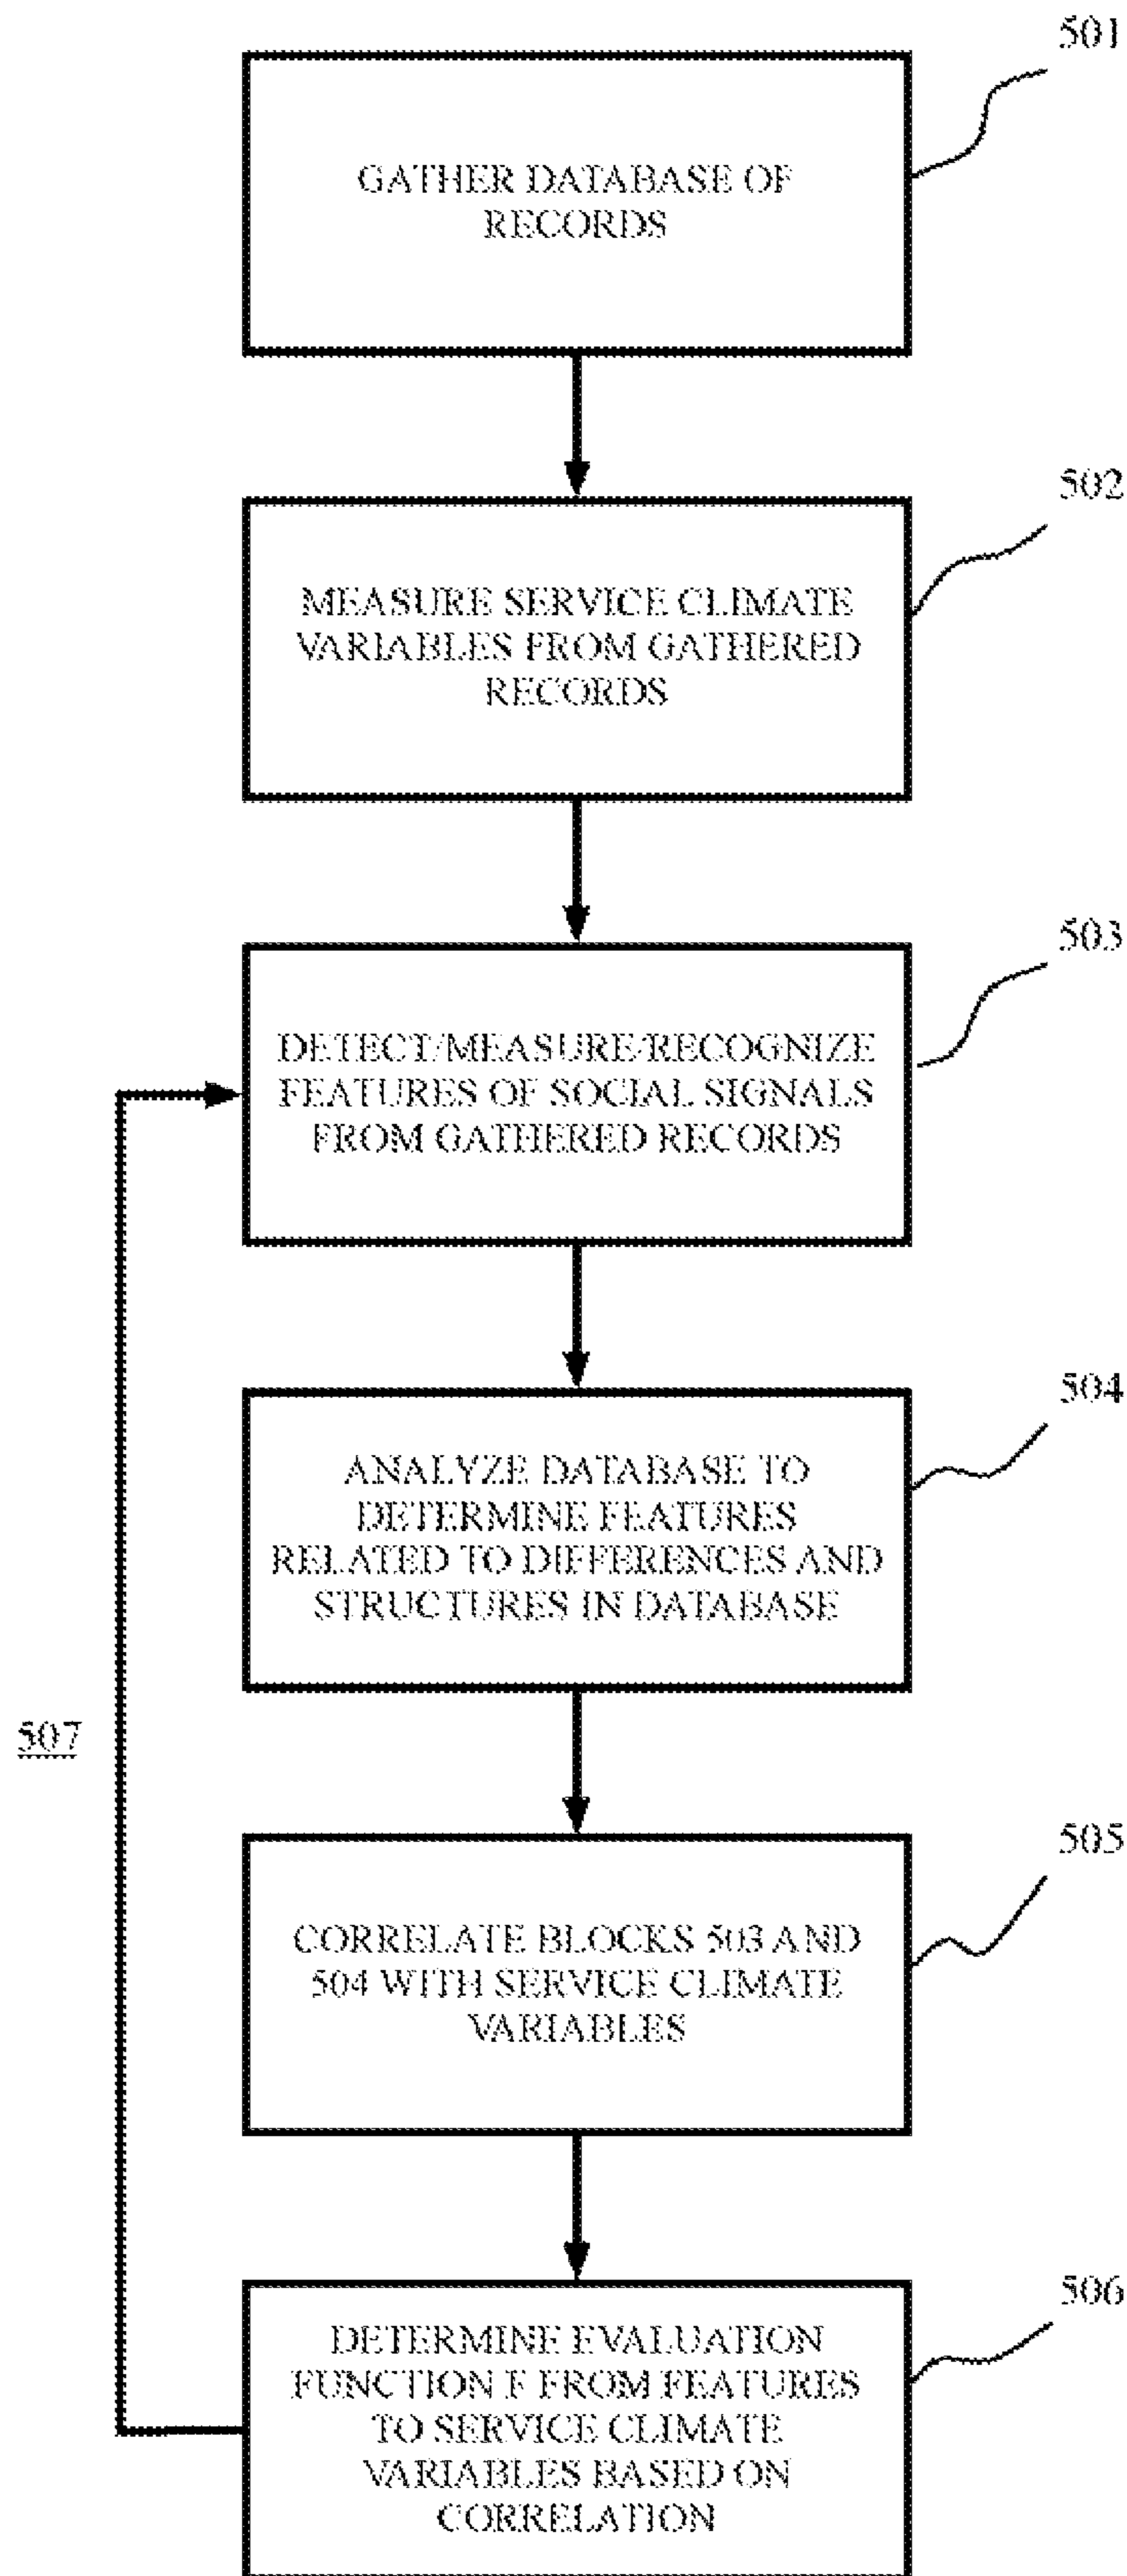 501
GATHER DATABASE OF
RECORDS
502
MEASURE SERVICE CLIMATE
VARIABLES FROM GATHERED
RECORDS
503
DETECT/MEASURE/RECOGNIZE
FEATURES OF SOCIAL SIGNALS
FROM GATHERED RECORDS
504
ANALYZE DATABASE TO
DETERMINE FEATURES
RELATED TO DIFFERENCES AND
STRUCTURES IN DATABASE
507
505
CORRELATE BLOCKS 503 AND
504 WITH SERVICE CLIMATE
VARIABLES
506
DETERMINE EVALUATION
FUNCTION F FROM FEATURES
TO SERVICE CLIMATE
VARIABLES BASED ON
CORRELATION